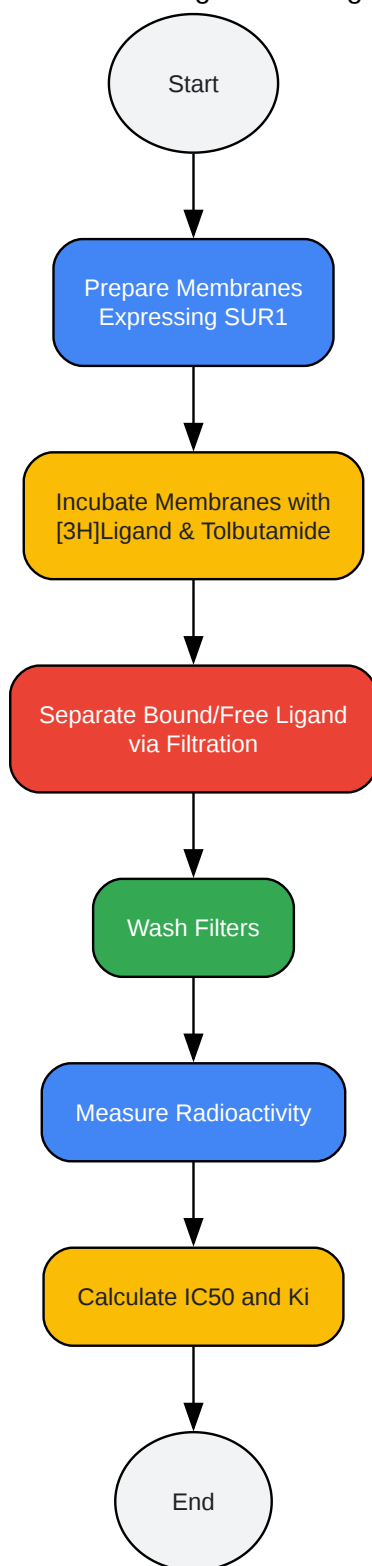 Start
Prepare Membranes
Expressing SUR1
Incubate Membranes with
[3H]Ligand & Tolbutamide
Separate Bound/Free Ligand
via Filtration
Wash Filters
Measure Radioactivity
Calculate IC50 and Ki
End